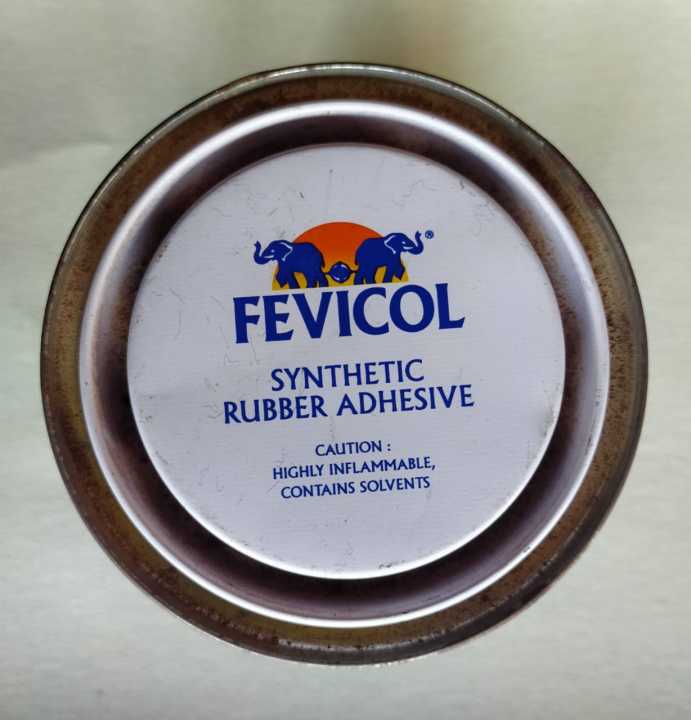 ®
FEVICOL
SYNTHETIC
RUBBER ADHESIVE
CAUTION :
HIGHLY INFLAMMABLE,
CONTAINS SOLVENTS